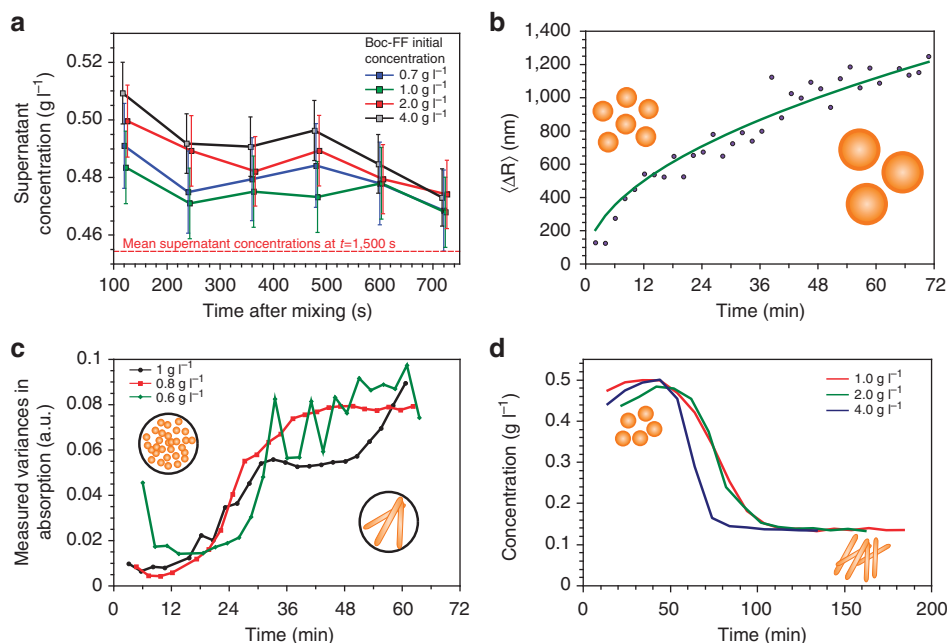 a
Supernatant
concentration (g l⁻¹)
0.52
0.50
0.48
0.46
Boc-FF initial
concentration
0.7 g l⁻¹
1.0 g l⁻¹
2.0 g l⁻¹
4.0 g l⁻¹
Mean supernatant concentrations at t=1,500 s
100 200 300 400 500 600 700
Time after mixing (s)
b
⟨ΔR⟩ (nm)
1,400
1,200
1,000
800
600
400
200
0
0 12 24 36 48 60 72
Time (min)
c
Measured variances in
absorption (a.u.)
0.1
0.08
0.06
0.04
0.02
0
1 g l⁻¹
0.8 g l⁻¹
0.6 g l⁻¹
0 12 24 36 48 60 72
Time (min)
d
Concentration (g l⁻¹)
0.6
0.5
0.4
0.3
0.2
0.1
0
1.0 g l⁻¹
2.0 g l⁻¹
4.0 g l⁻¹
0 50 100 150 200
Time (min)